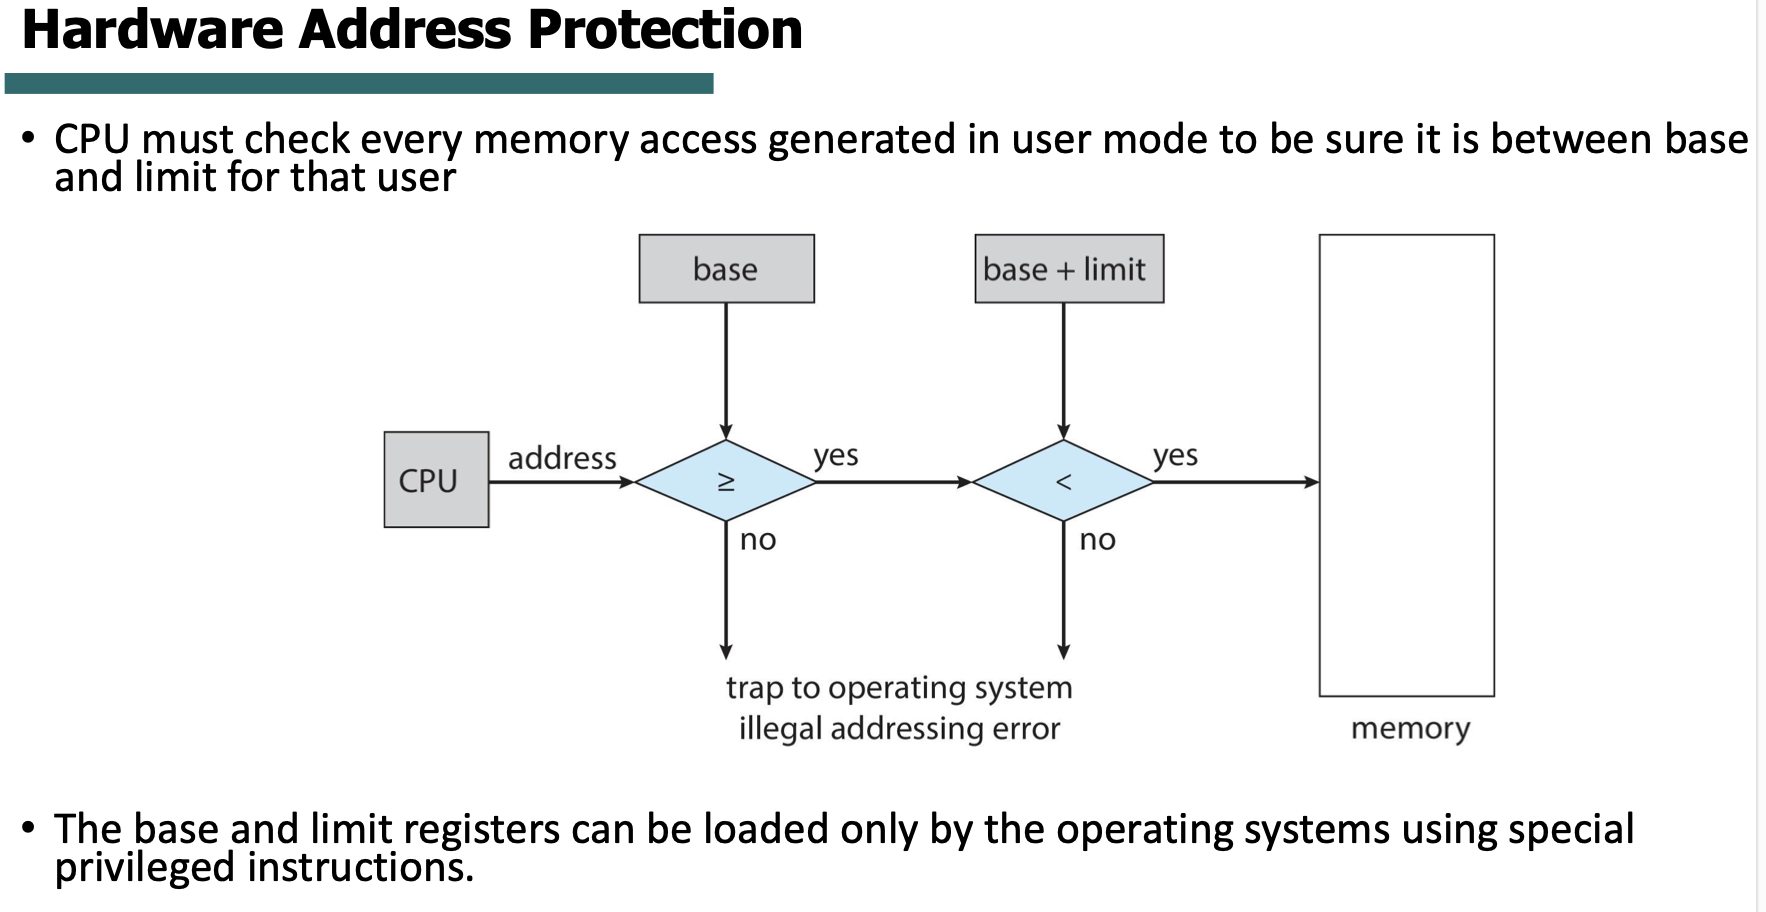 Hardware Address Protection
• CPU must check every memory access generated in user mode to be sure it is between base
and limit for that user
base
base + limit
CPU
address
≥
yes
<
yes
no
no
trap to operating system
illegal addressing error
memory
• The base and limit registers can be loaded only by the operating systems using special
privileged instructions.